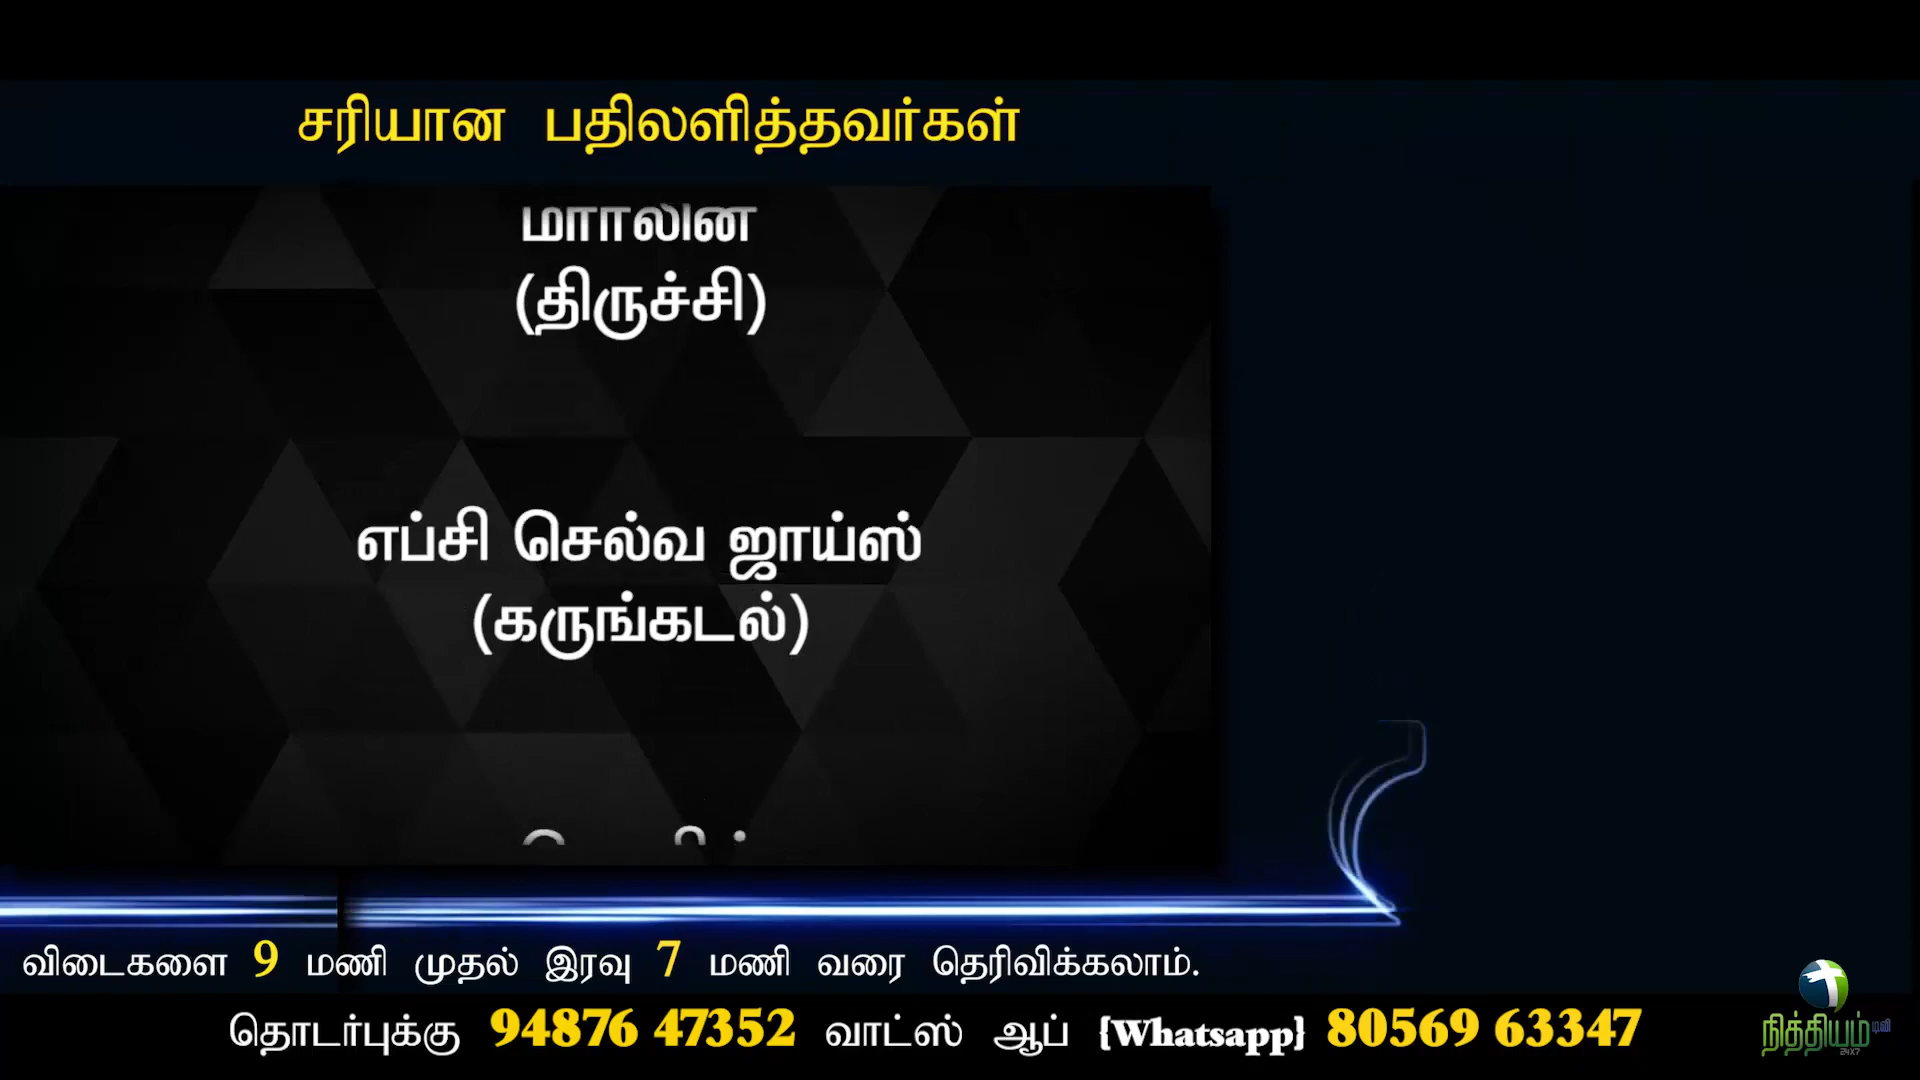 சரியான பதிலளித்தவர்கள்
(திருச்சி)
எப்சி செல்வ ஜாய்ஸ்
(கருங்கடல்)
விடைகளை 9 மணி முதல் இரவு 7 மணி வரை தெரிவிக்கலாம்.
தொடர்புக்கு 94876 47352 வாட்ஸ் ஆப் {Whatsapp} 80569 63347
நித்தியம் டிவி
24X7